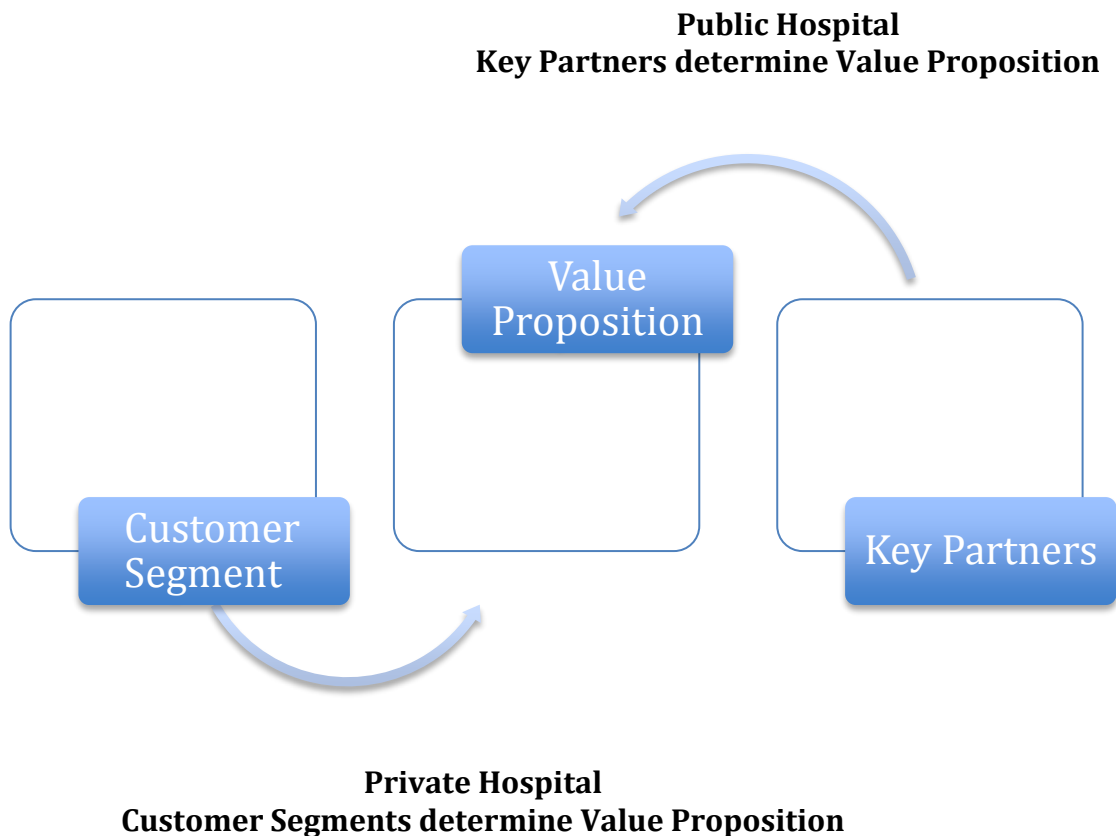 Public Hospital
Key Partners determine Value Proposition
Value
Proposition
Customer
Segment
Key Partners
Private Hospital
Customer Segments determine Value Proposition